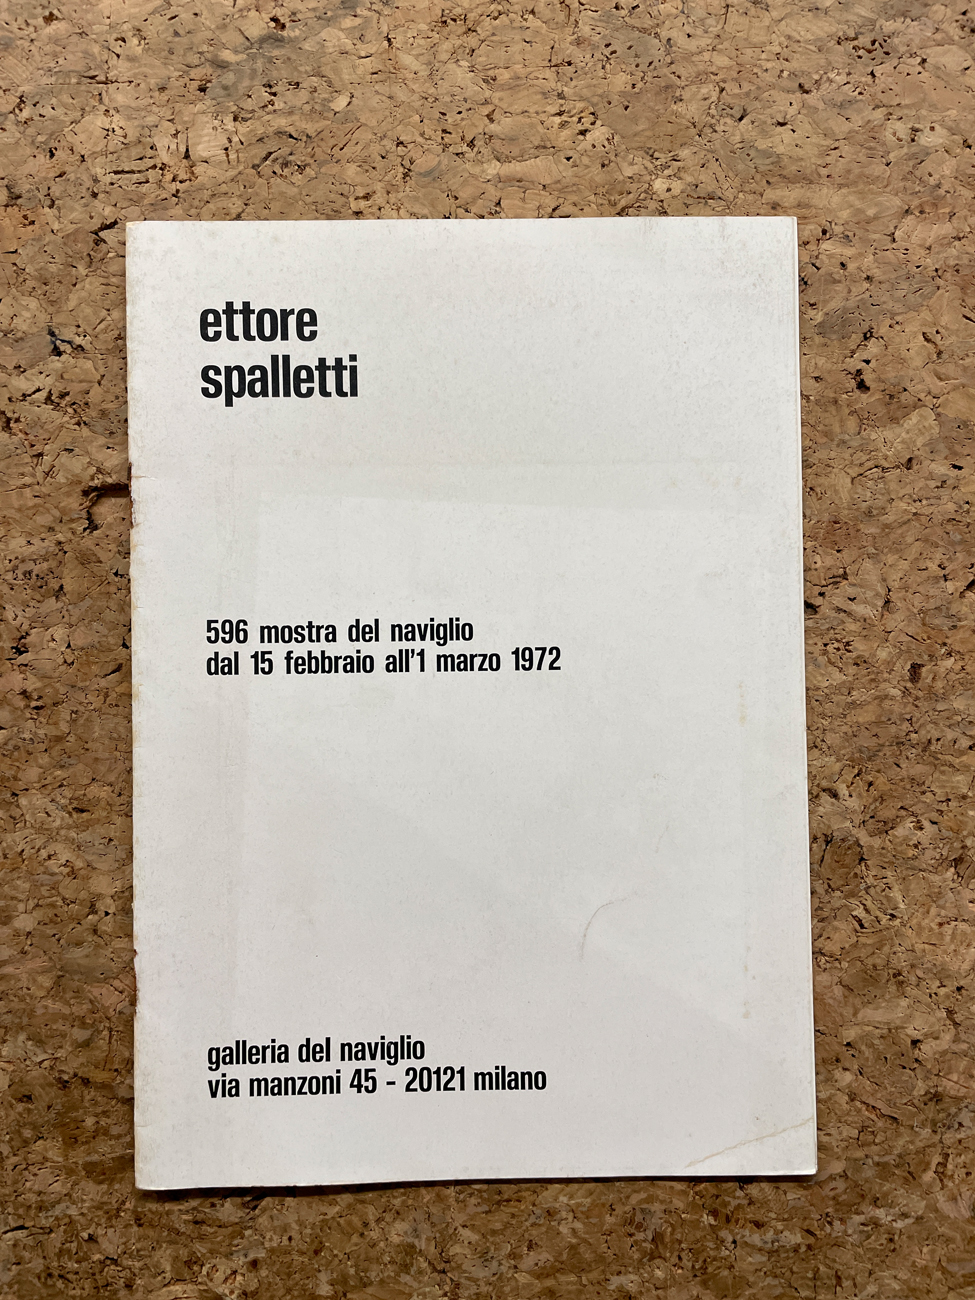 ettore
spalletti
596 mostra del naviglio
dal 15 febbraio all'1 marzo 1972
galleria del naviglio
via manzoni 45 - 20121 milano